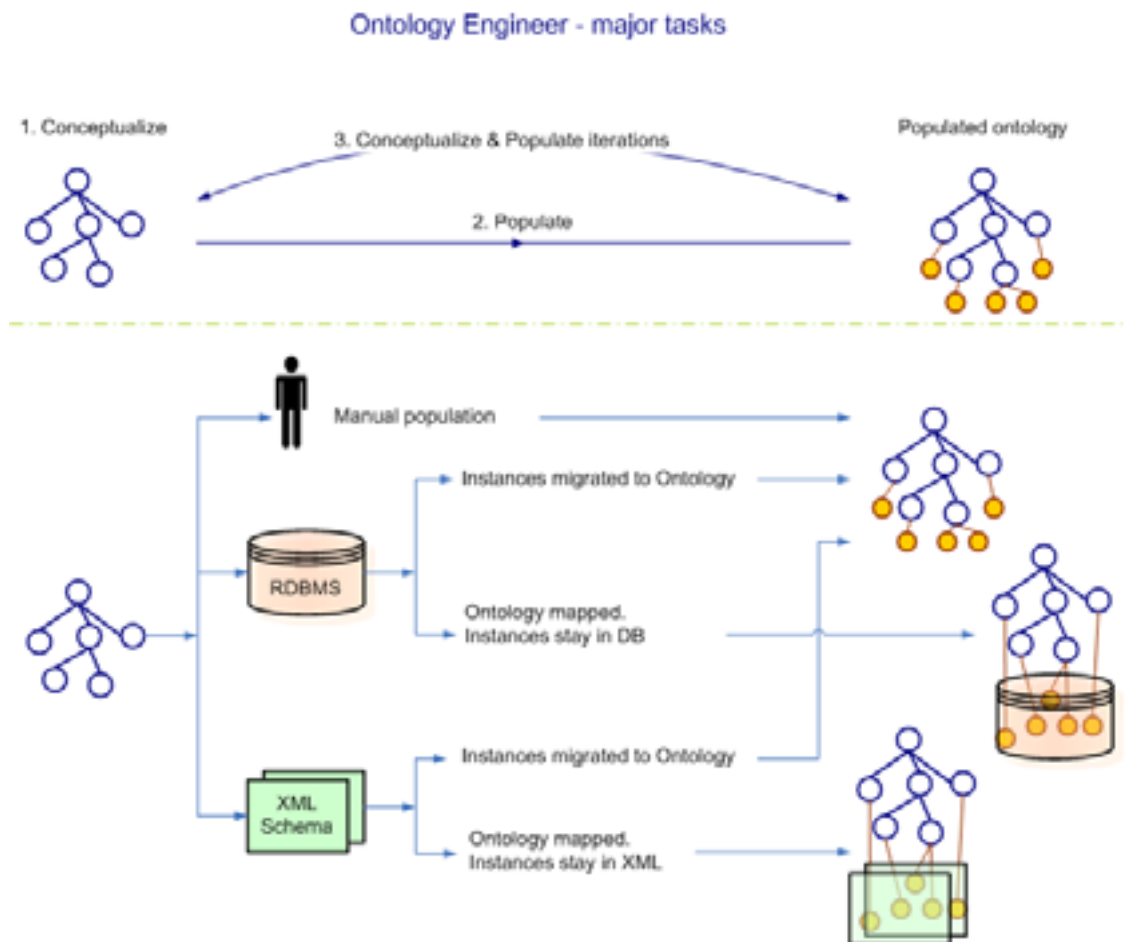 Ontology Engineer - major tasks
1. Conceptualize
3. Conceptualize & Populate iterations
Populated ontology
2. Populate
Manual population
Instances migrated to Ontology
RDBMS
Ontology mapped.
Instances stay in DB
Instances migrated to Ontology
XML
Schema
Ontology mapped.
Instances stay in XML